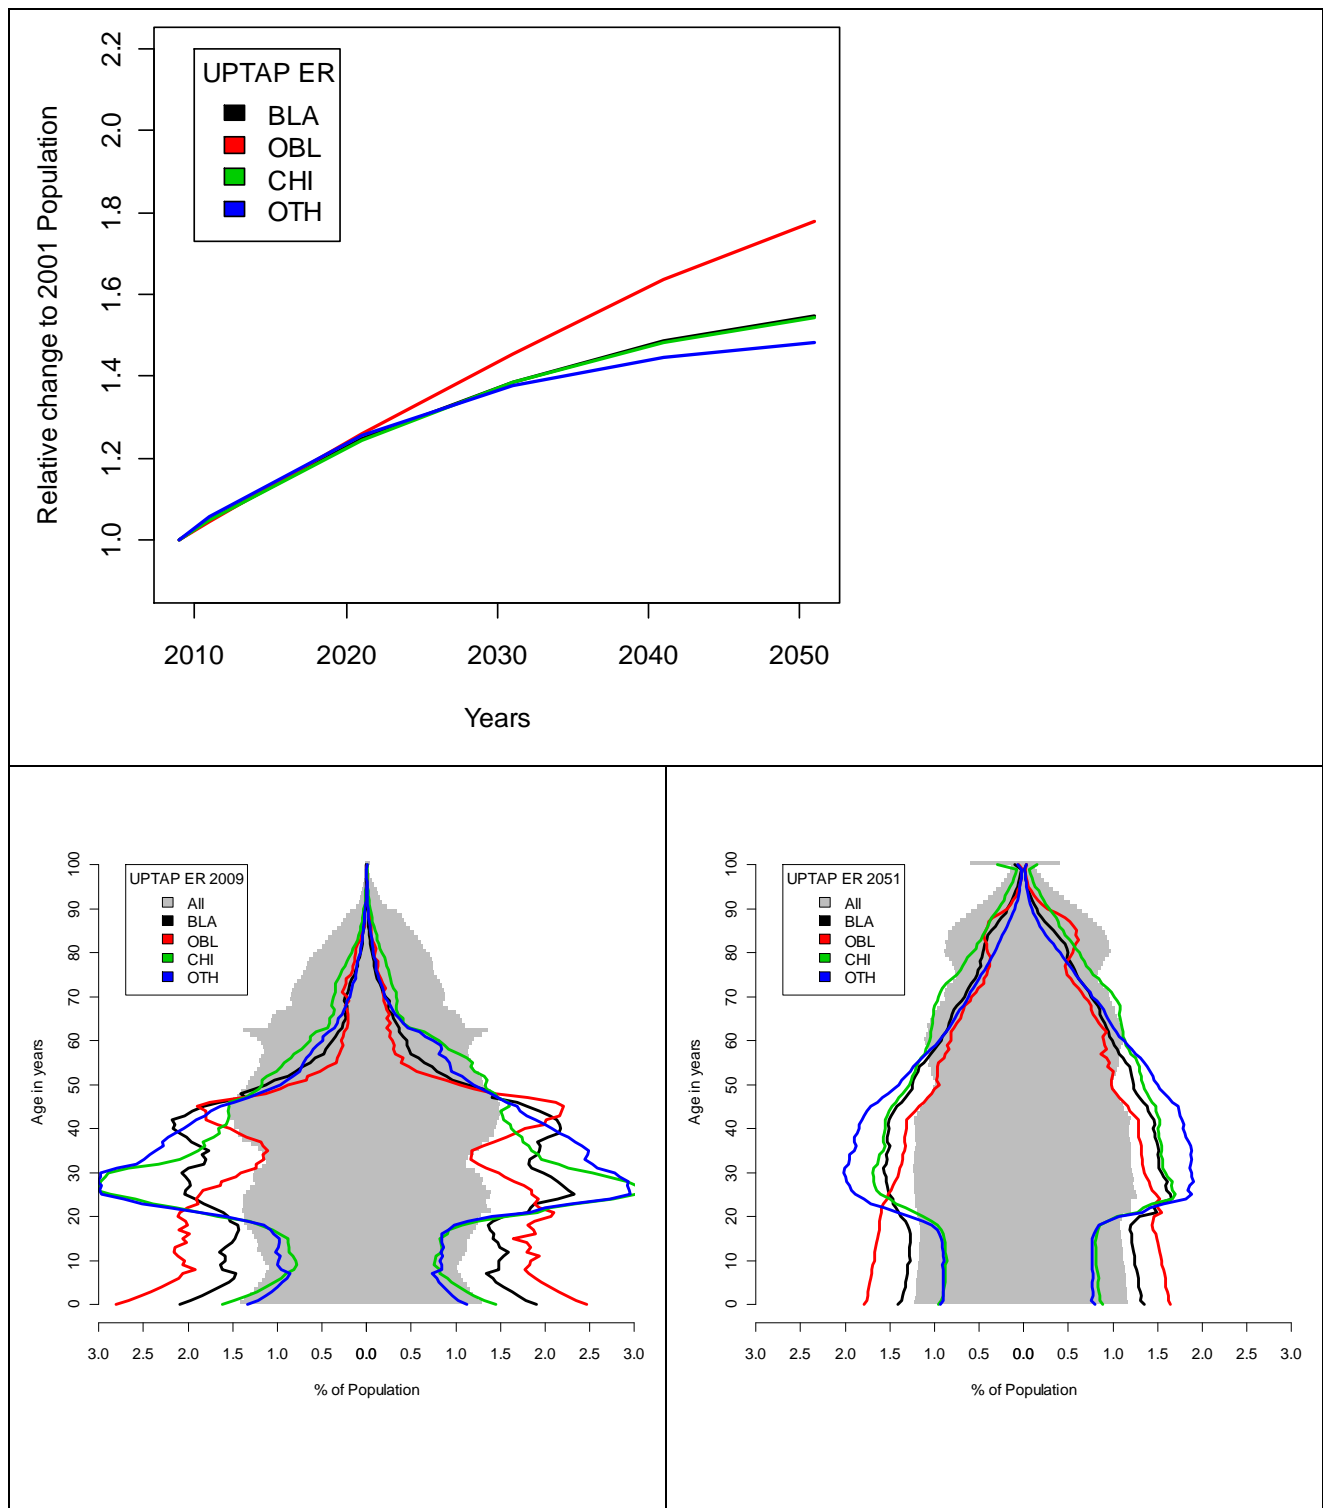 Relative change to 2001 Population
2.2
2.0
1.8
1.6
1.4
1.2
1.0
UPTAP ER
BLA
OBL
CHI
OTH
2010 2020 2030 2040 2050
Years
Age in years
100
90
80
70
60
50
40
30
20
10
0
UPTAP ER 2009
All
BLA
OBL
CHI
OTH
3.0 2.5 2.0 1.5 1.0 0.5 0.0 0.0 0.5 1.0 1.5 2.0 2.5 3.0
% of Population
Age in years
100
90
80
70
60
50
40
30
20
10
0
UPTAP ER 2051
All
BLA
OBL
CHI
OTH
3.0 2.5 2.0 1.5 1.0 0.5 0.0 0.0 0.5 1.0 1.5 2.0 2.5 3.0
% of Population